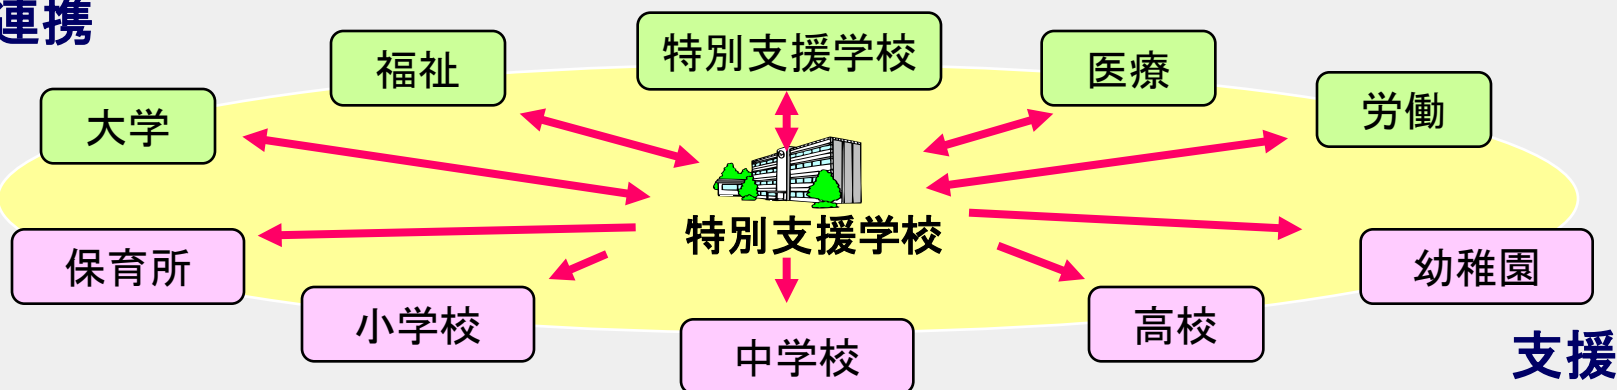 連携
福祉
特別支援学校
医療
労働
大学
特別支援学校
保育所
幼稚園
小学校
中学校
高校
支援